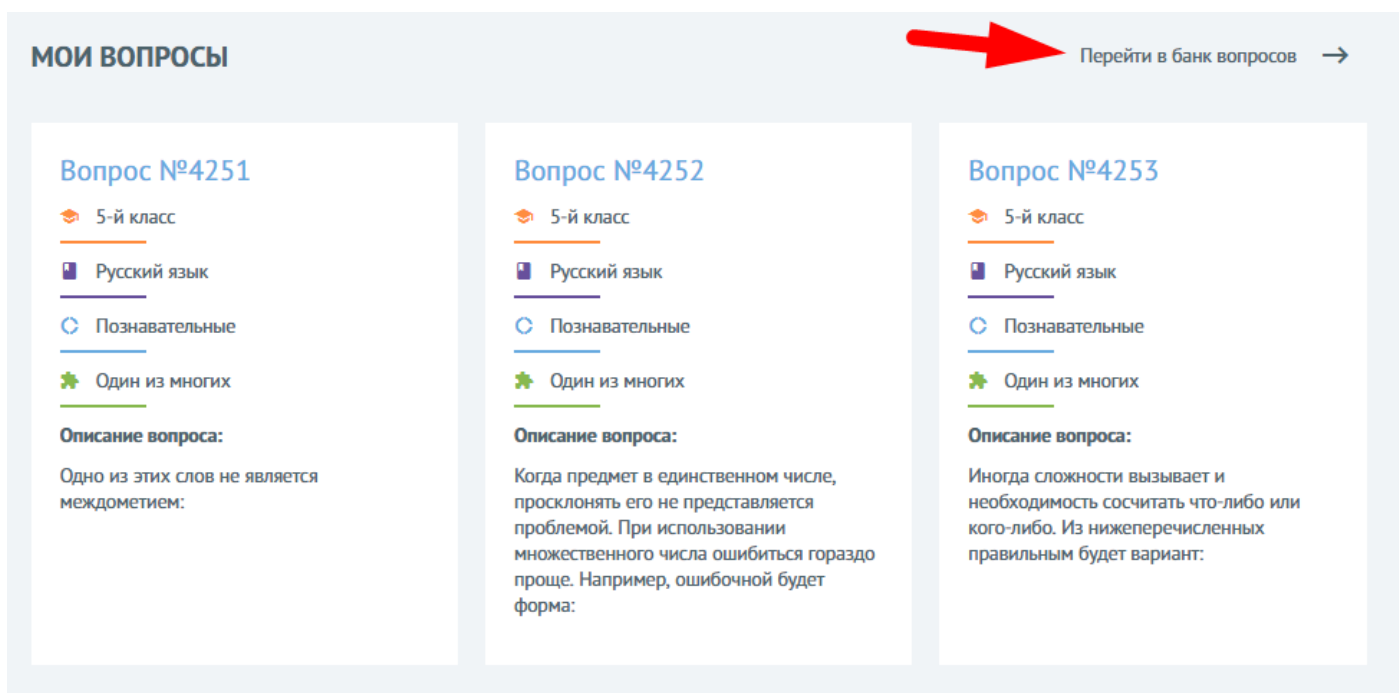 МОИ ВОПРОСЫ
Перейти в банк вопросов
Вопрос №4251
5-й класс
Русский язык
Познавательные
Один из многих
Описание вопроса:
Одно из этих слов не является
междометием:
Вопрос №4252
5-й класс
Русский язык
Познавательные
Один из многих
Описание вопроса:
Когда предмет в единственном числе,
просклонять его не представляется
проблемой. При использовании
множественного числа ошибиться гораздо
проще. Например, ошибочной будет
форма:
Вопрос №4253
5-й класс
Русский язык
Познавательные
Один из многих
Описание вопроса:
Иногда сложности вызывает и
необходимость сосчитать что-либо или
кого-либо. Из нижеперечисленных
правильным будет вариант: